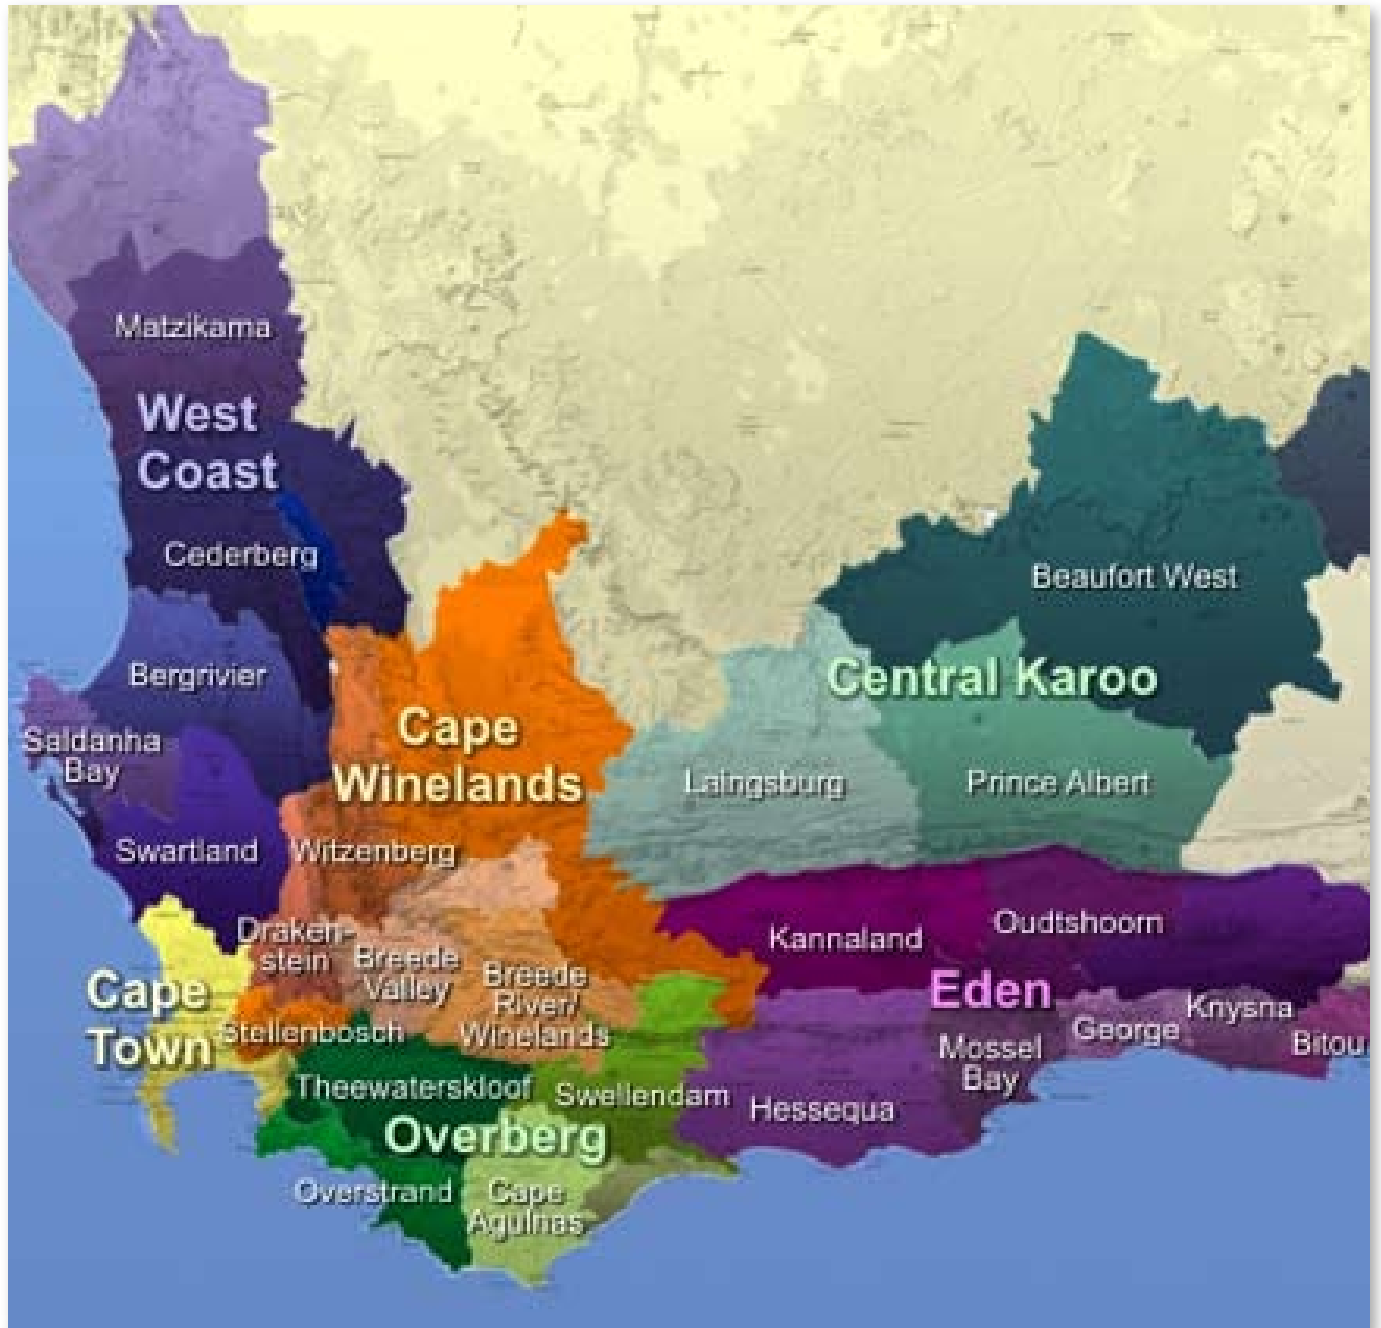 Matzikama
West
Coast
Cederberg
Beaufort West
Bergrivier
Central Karoo
Saldanha
Bay
Cape
Winelands
Laingsburg
Prince Albert
Swartland
Witzenberg
Draken-
stein
Breede
Valley
Breede
River/
Winelands
Kannaland
Oudtshoorn
Cape
Town
Stellenbosch
Eden
Knysna
George
Bitou
Mossel
Bay
Theewaterskloof
Swellendam
Hessequa
Overberg
Overstrand
Cape
Agulhas